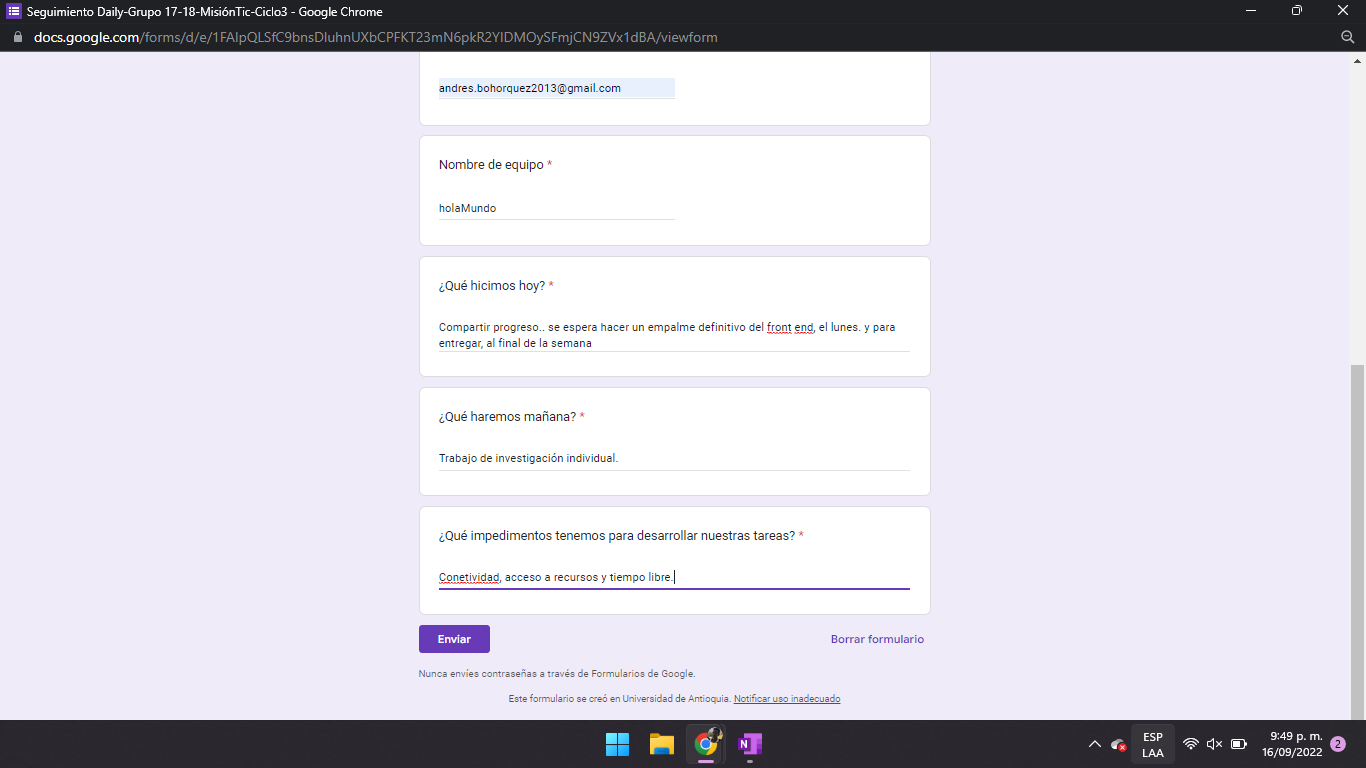 Seguimiento Daily-Grupo 17-18-MisiónTic-Ciclo3 - Google Chrome
docs.google.com/forms/d/e/1FAIpQLSfC9bnsDluhnUXbCPFKT23mN6pkR2YIDMOySFmjCN9ZVx1dBA/viewform
andres.bohorquez2013@gmail.com
Nombre de equipo *
holaMundo
¿Qué hicimos hoy? *
Compartir progreso.. se espera hacer un empalme definitivo del front end, el lunes. y para
entregar, al final de la semana
¿Qué haremos mañana? *
Trabajo de investigación individual.
¿Qué impedimentos tenemos para desarrollar nuestras tareas? *
Conetividad, acceso a recursos y tiempo libre.
Enviar
Borrar formulario
Nunca envíes contraseñas a través de Formularios de Google.
Este formulario se creó en Universidad de Antioquia. Notificar uso inadecuado
N
ESP
LAA
9:49 p. m.
16/09/2022
2